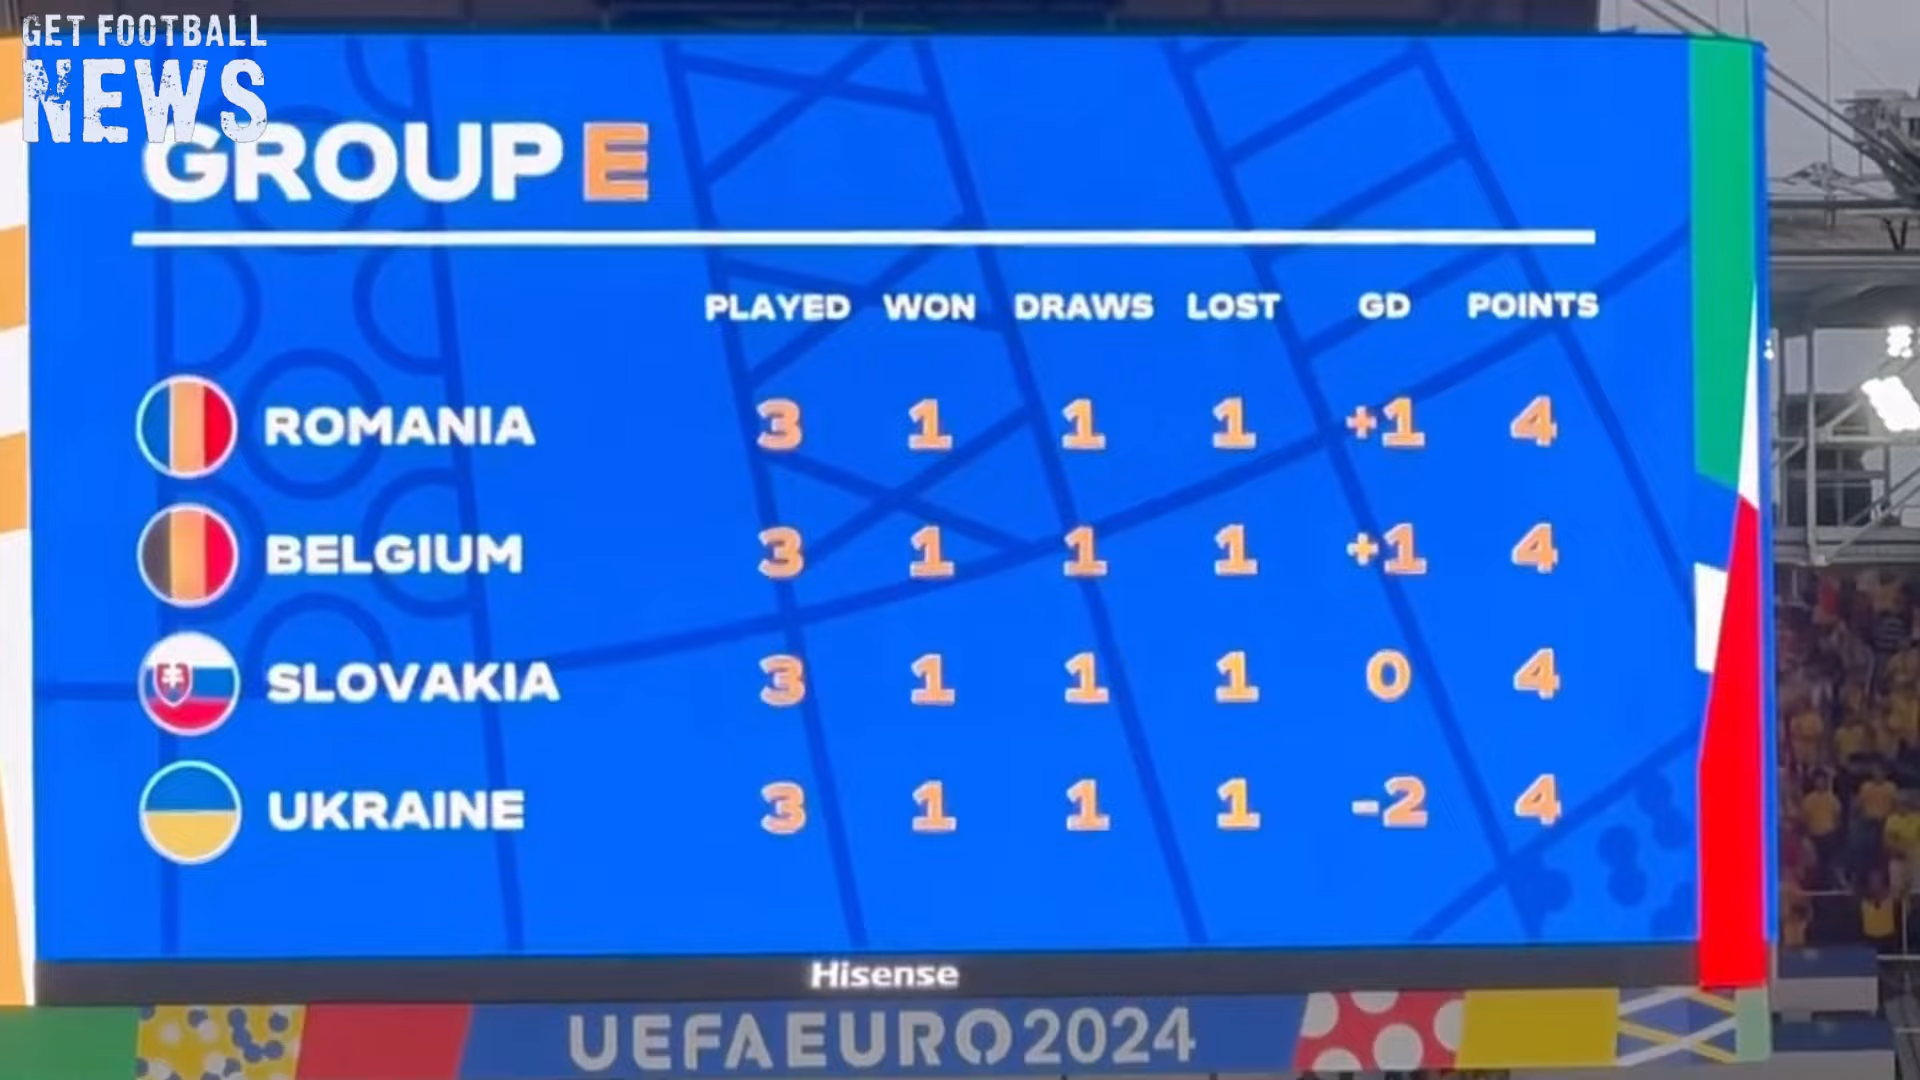 GET FOOTBALL
NEWS
GROUP E
PLAYED WON DRAWS LOST GD POINTS
ROMANIA 3 1 1 1 +1 4
BELGIUM 3 1 1 1 +1 4
SLOVAKIA 3 1 1 1 0 4
UKRAINE 3 1 1 1 -2 4
Hisense
UEFA EURO2024